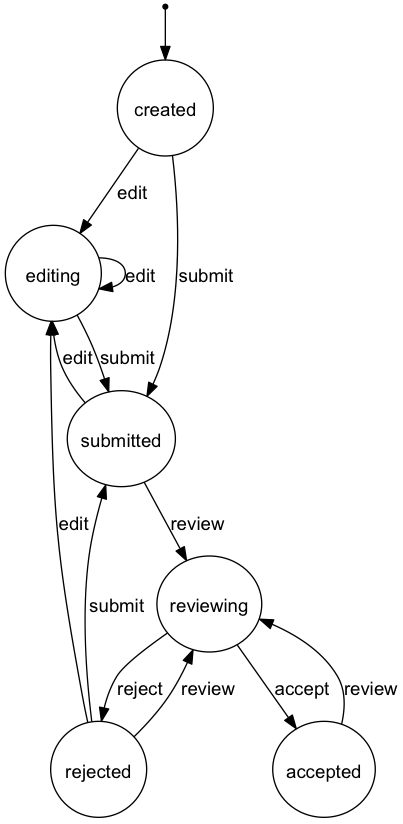 created
edit
editing
edit
submit
edit
submit
submitted
edit
review
submit
reviewing
reject
review
accept
review
rejected
accepted